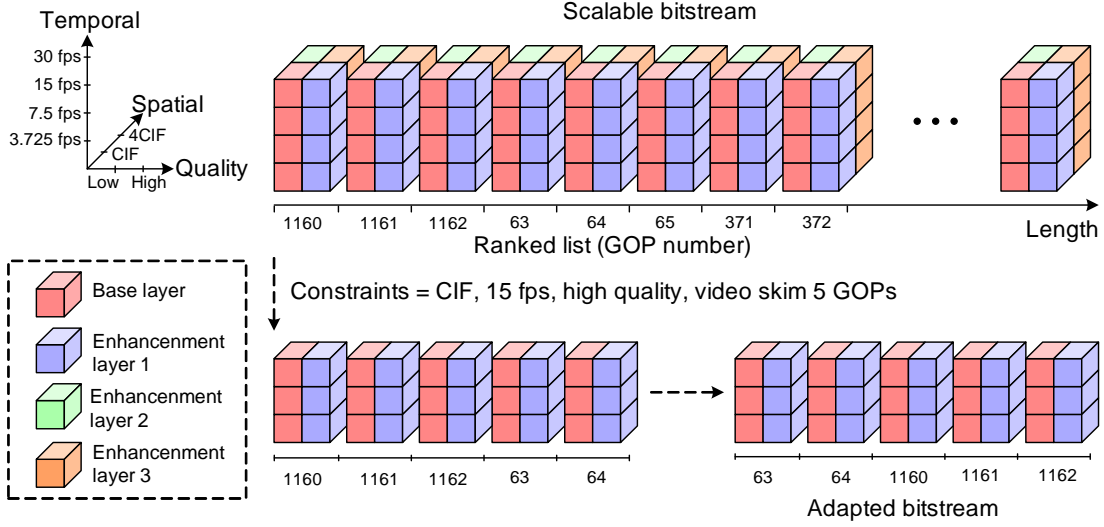 Temporal
Scalable bitstream
30 fps
15 fps
7.5 fps
3.725 fps
Spatial
4CIF
CIF
Quality
Low High
1160 1161 1162 63 64 65 371 372
Ranked list (GOP number)
Length
Constraints = CIF, 15 fps, high quality, video skim 5 GOPs
Base layer
Enhancenment
layer 1
Enhancenment
layer 2
Enhancenment
layer 3
1160 1161 1162 63 64
63 64 1160 1161 1162
Adapted bitstream